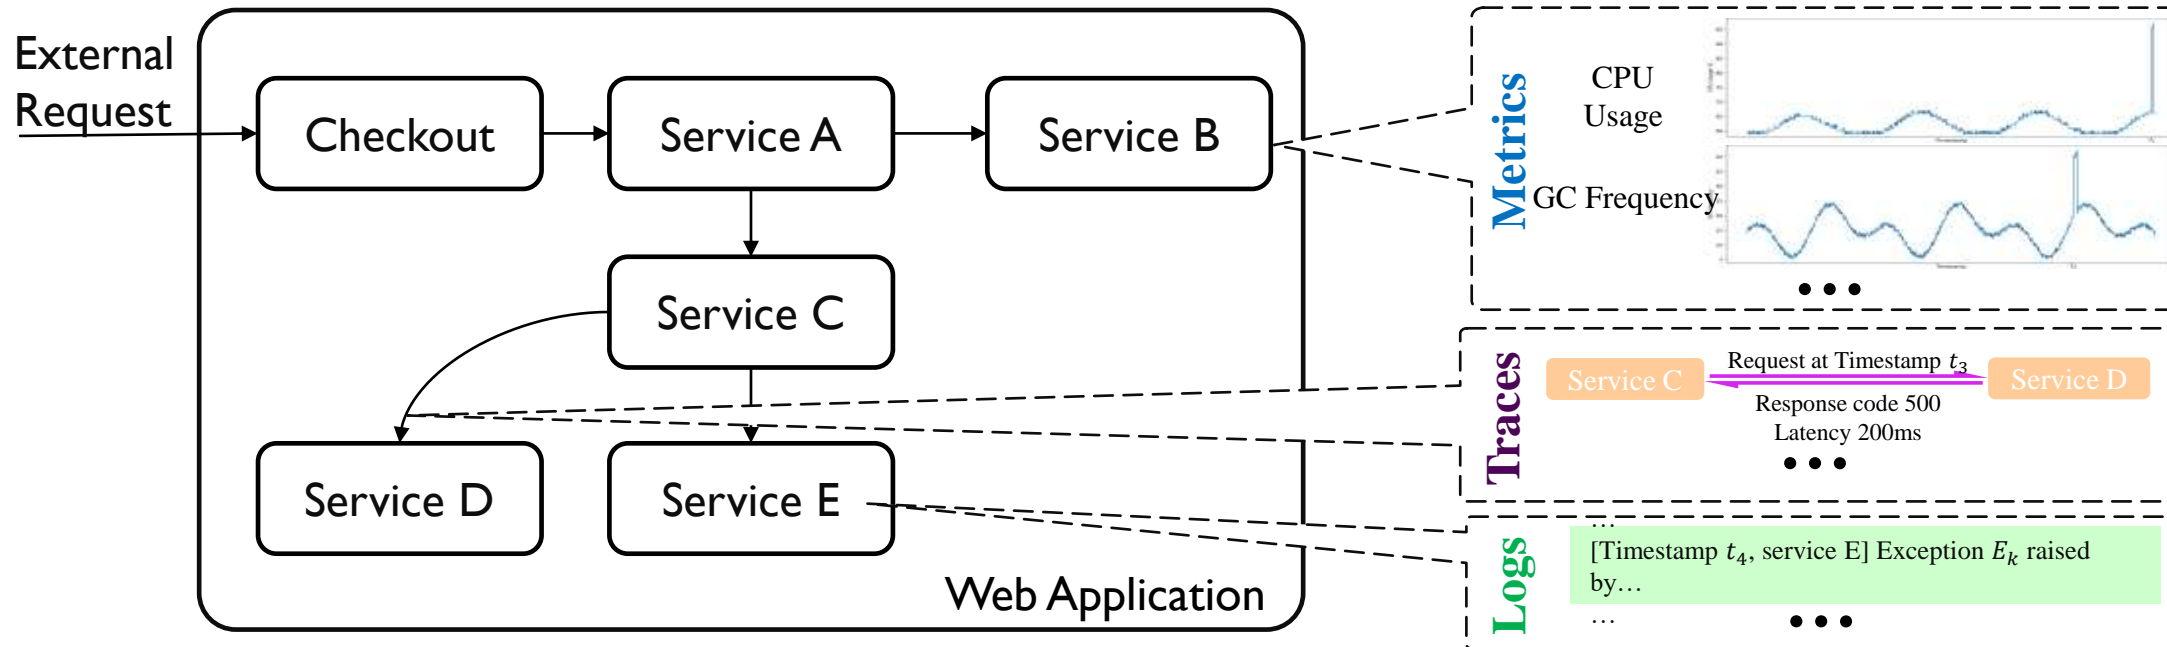 External
Request
Checkout
Service A
Service B
Service C
Service D
Service E
Web Application
Metrics
CPU
Usage
GC Frequency
Traces
Service C
Request at Timestamp t₃
Service D
Response code 500
Latency 200ms
Logs
…
[Timestamp t₄, service E] Exception Eₖ raised
by…
…